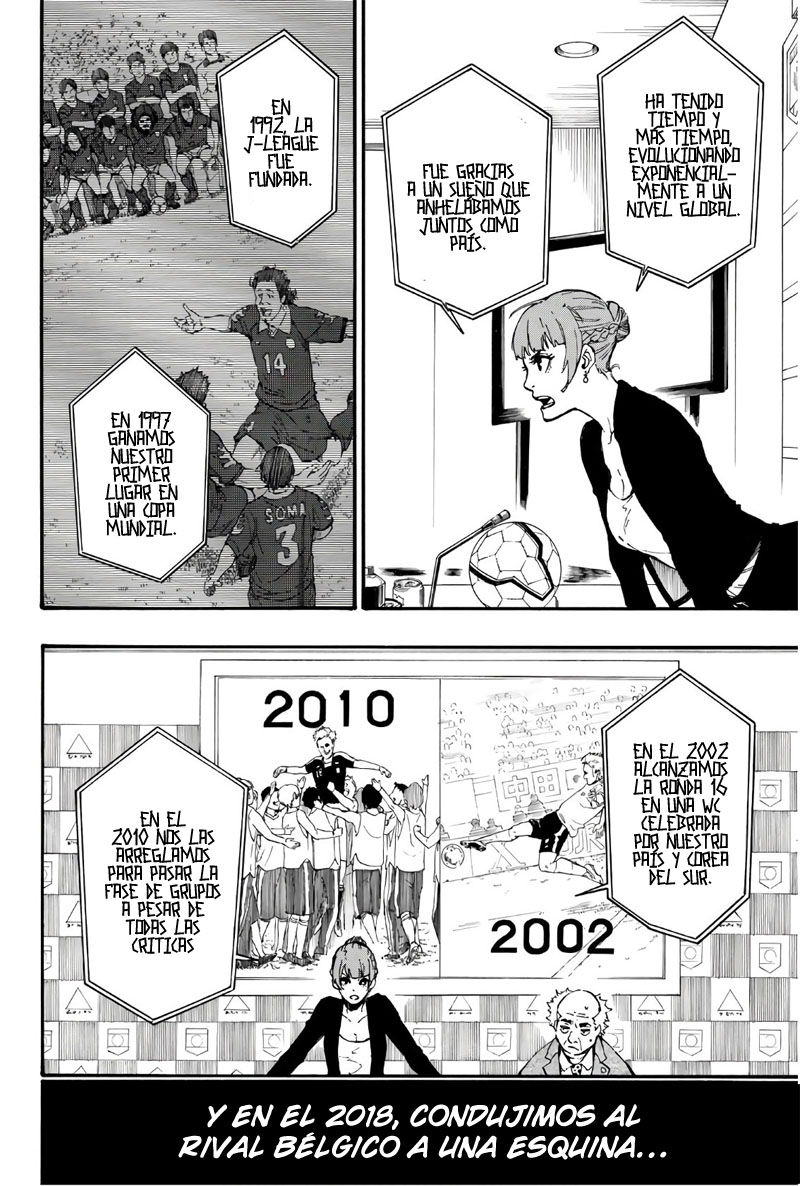 HA TENIDO
TIEMPO Y
MÁS TIEMPO,
EVOLUCIONANDO
EXPONENCIAL-
MENTE A UN
NIVEL GLOBAL.
FUE GRACIAS
A UN SUEÑO QUE
ANHELÁBAMOS
JUNTOS COMO
PAÍS.
EN
1992, LA
J-LEAGUE
FUE
FUNDADA.
14
EN 1997
GANAMOS
NUESTRO
PRIMER
LUGAR EN
UNA COPA
MUNDIAL.
SOMA
3
EN EL 2002
ALCANZAMOS
LA RONDA 16
EN UNA WC
CELEBRADA
POR NUESTRO
PAÍS Y COREA
DEL SUR.
2010
中田
2002
EN EL
2010 NOS LAS
ARREGLAMOS
PARA PASAR LA
FASE DE GRUPOS
A PESAR DE
TODAS LAS
CRITICAS
Y EN EL 2018, CONDUJIMOS AL
RIVAL BÉLGICO A UNA ESQUINA...